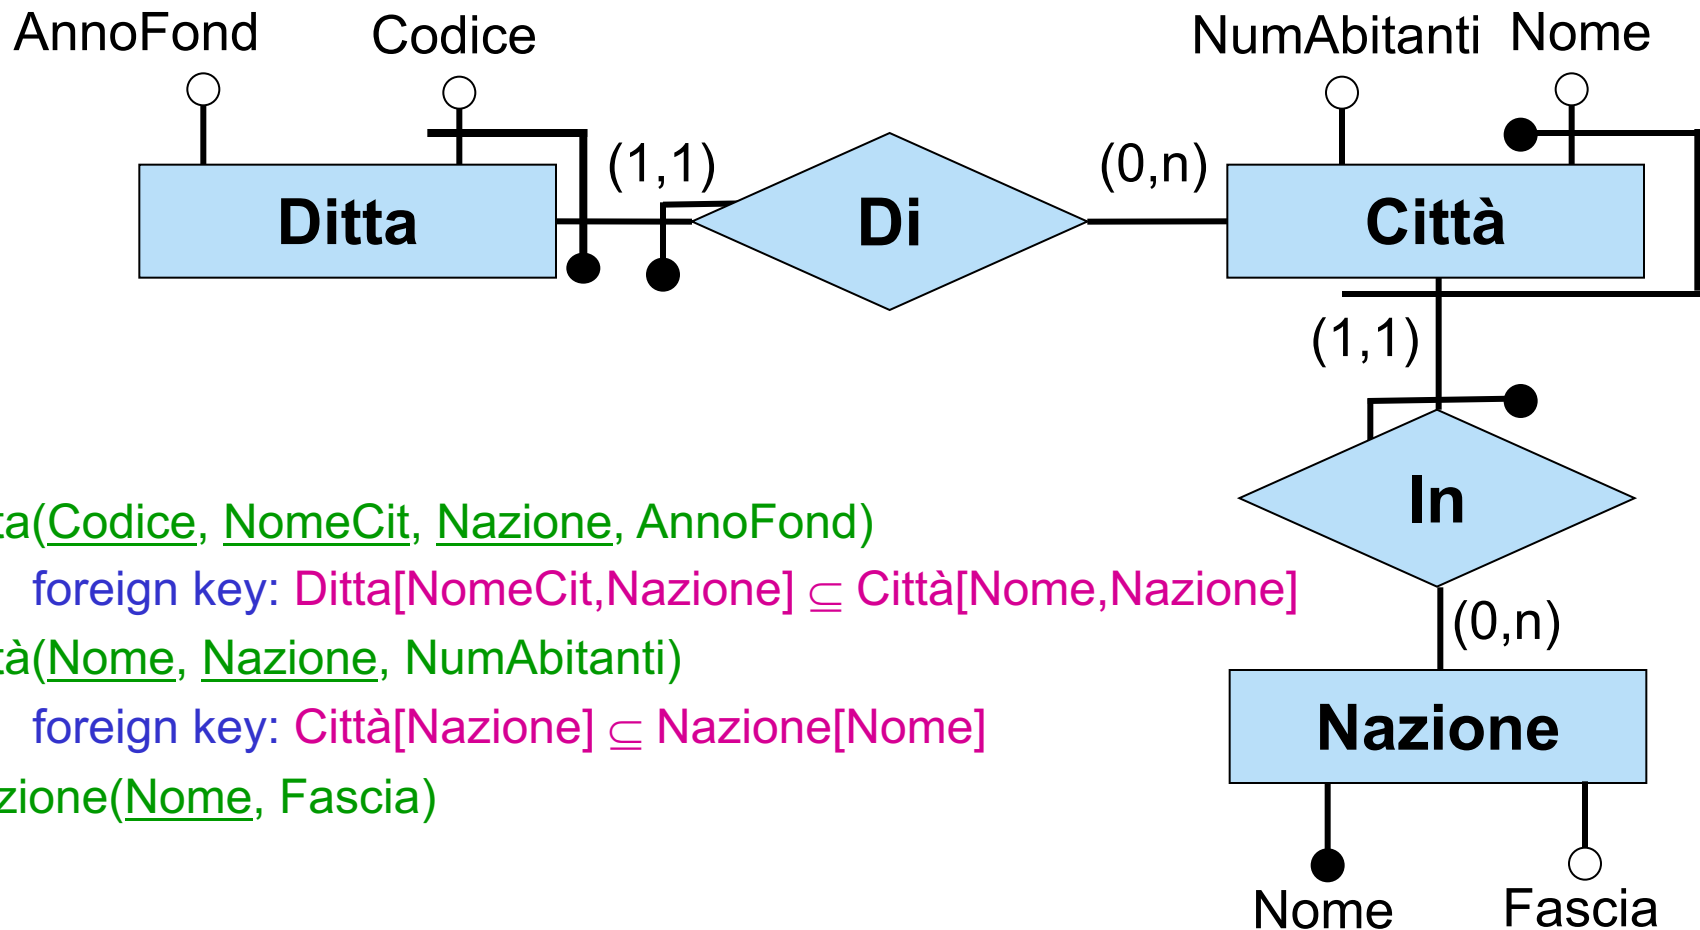 AnnoFond Codice NumAbitanti Nome
(1,1) (0,n)
Ditta Di Città
(1,1)
In
ta(Codice, NomeCit, Nazione, AnnoFond)
foreign key: Ditta[NomeCit,Nazione] ⊆ Città[Nome,Nazione]
(0,n)
tà(Nome, Nazione, NumAbitanti)
foreign key: Città[Nazione] ⊆ Nazione[Nome]
Nazione
zione(Nome, Fascia)
Nome Fascia